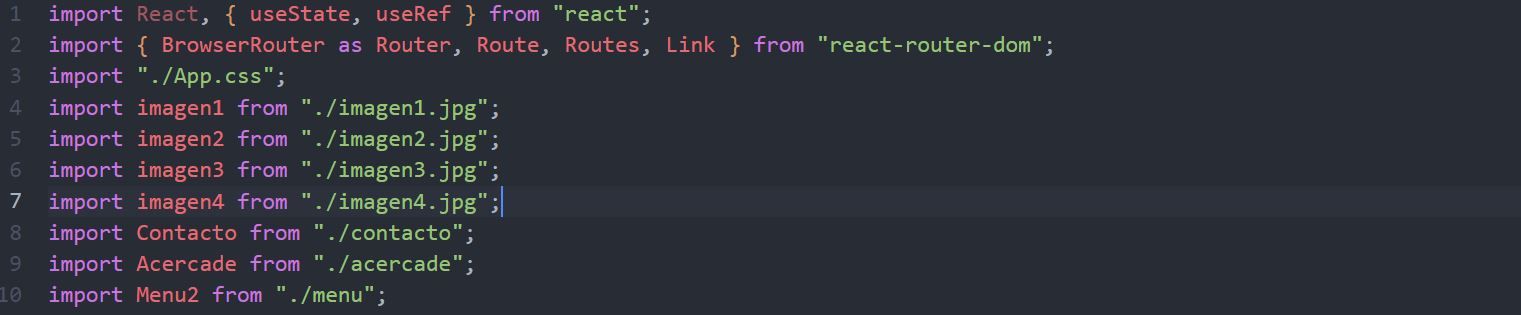 1 import React, { useState, useRef } from "react";
2 import { BrowserRouter as Router, Route, Routes, Link } from "react-router-dom";
3 import "./App.css";
4 import imagen1 from "./imagen1.jpg";
5 import imagen2 from "./imagen2.jpg";
6 import imagen3 from "./imagen3.jpg";
7 import imagen4 from "./imagen4.jpg";
8 import Contacto from "./contacto";
9 import Acercade from "./acercade";
10 import Menu2 from "./menu";